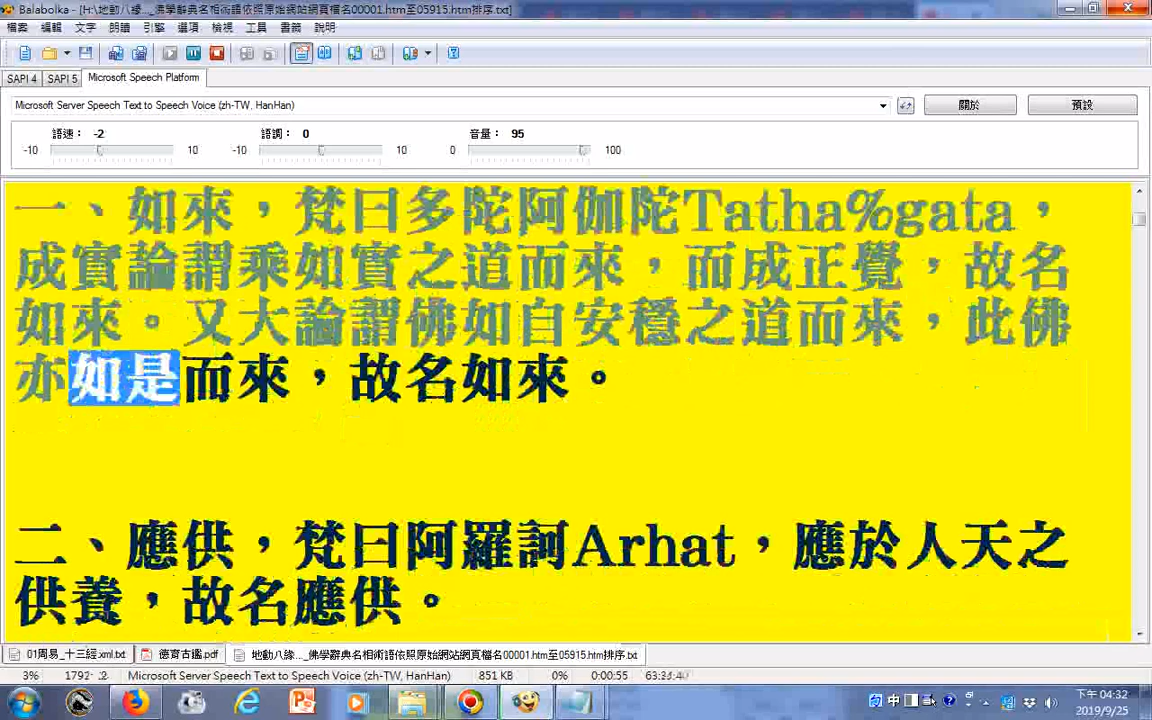 Balabolka - [H:\地動八緣..._佛學辭典名相術語依照原始網站網頁檔名00001.htm至05915.htm排序.txt]
檔案 編輯 文字 朗讀 引擎 選項 檢視 工具 書籤 說明
SAPI 4 SAPI 5 Microsoft Speech Platform
Microsoft Server Speech Text to Speech Voice (zh-TW, HanHan) 關於 預設
語速： -2 語調： 0 音量： 95
-10 10 -10 10 0 100
一、如來，梵曰多陀阿伽陀Tatha%gata，
成實論謂乘如實之道而來，而成正覺，故名
如來。又大論謂佛如自安穩之道而來，此佛
亦如是而來，故名如來。
二、應供，梵曰阿羅訶Arhat，應於人天之
供養，故名應供。
01周易_十三經.xml.txt 德育古鑑.pdf 地動八緣..._佛學辭典名相術語依照原始網站網頁檔名00001.htm至05915.htm排序.txt
3% Microsoft Server Speech Text to Speech Voice (zh-TW, HanHan) 851 KB 0% 0:00:55
中 下午 04:32
2019/9/25